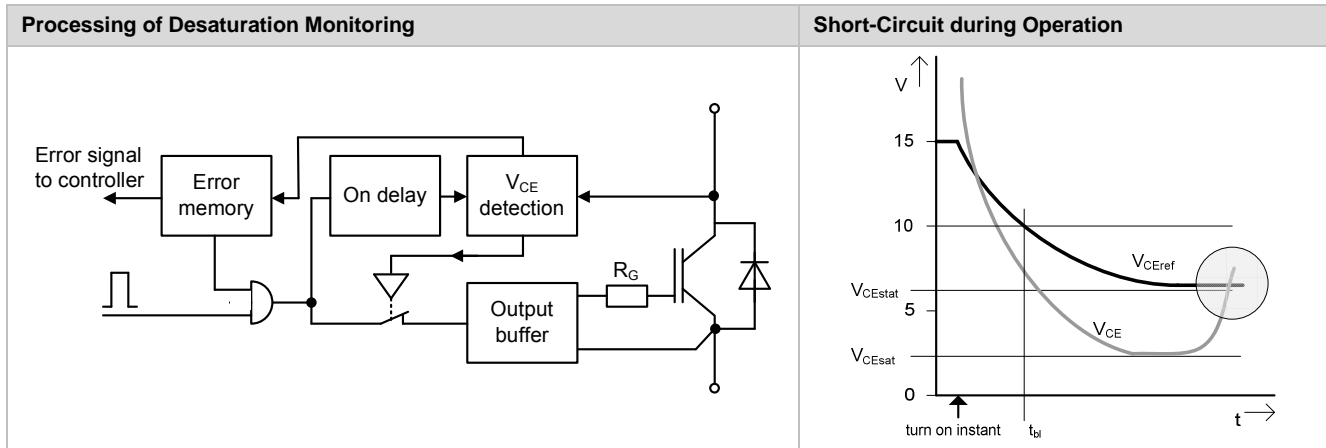 Processing of Desaturation Monitoring
Short-Circuit during Operation
Error signal
to controller
Error
memory
On delay
VCE
detection
RG
Output
buffer
V
15
10
VCEref
VCEstat
5
VCE
VCEsat
0
t
turn on instant
tbl